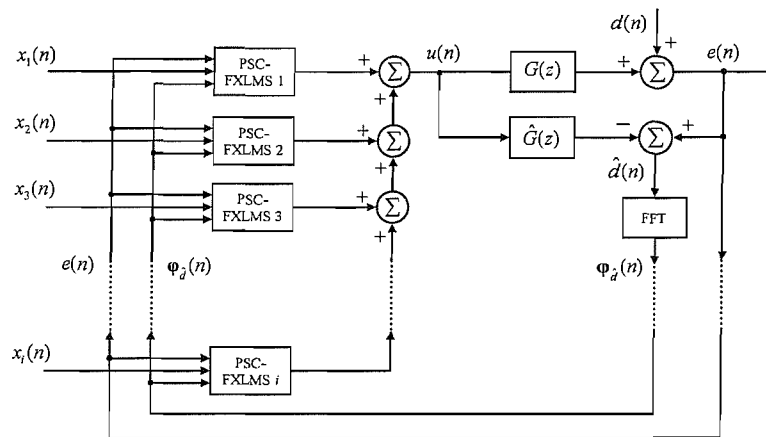 d(n)
x₁(n)
PSC-
FXLMS 1
+
Σ
u(n)
G(z)
+
+
Σ
e(n)
+
x₂(n)
PSC-
FXLMS 2
+
Σ
Ĝ(z)
−
Σ
+
+
d̂(n)
x₃(n)
PSC-
FXLMS 3
+
Σ
FFT
+
e(n)
φ_d̂(n)
φ_d̂(n)
xᵢ(n)
PSC-
FXLMS i